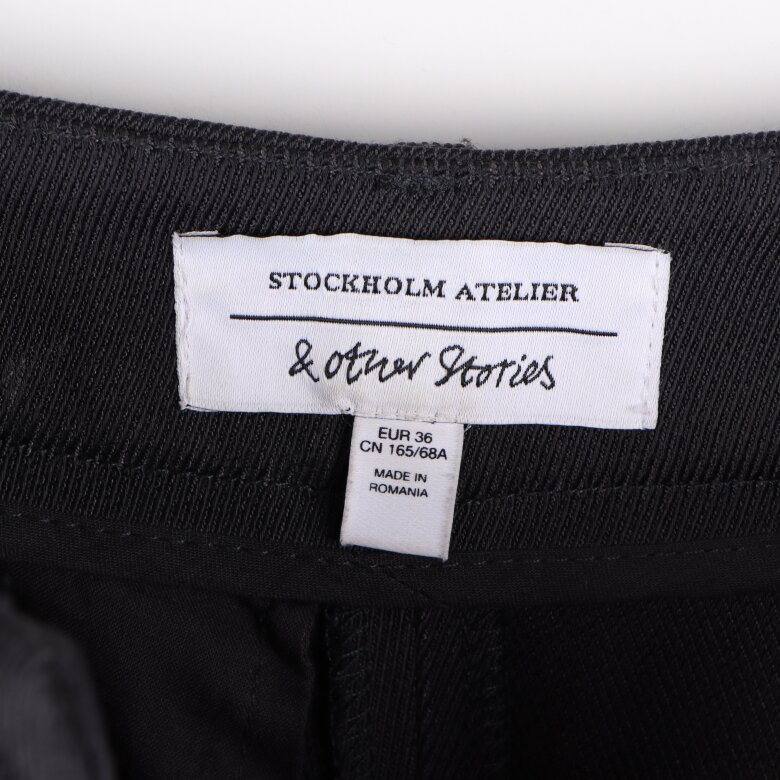 STOCKHOLM ATELIER
& Other Stories
EUR 36
CN 165/68A
MADE IN
ROMANIA